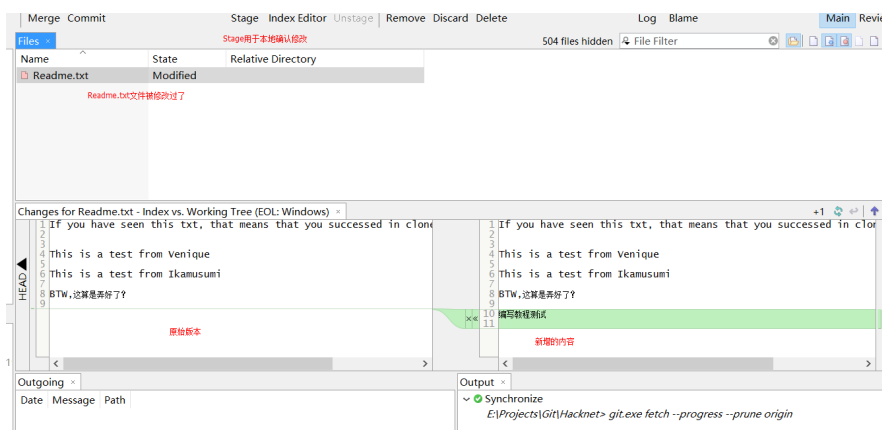 Merge Commit Stage Index Editor Unstage Remove Discard Delete Log Blame Main
Files × Stage用于本地确认修改 504 files hidden File Filter
Name State Relative Directory
Readme.txt Modified
Readme.txt文件被修改过了
Changes for Readme.txt - Index vs. Working Tree (EOL: Windows) × +1
HEAD
1 If you have seen this txt, that means that you successed in clone
2
3
4 This is a test from Venique
5
6 This is a test from Ikamusumi
7
8 BTW,这算是弄好了?
9
原始版本
1 If you have seen this txt, that means that you successed in clon
2
3
4 This is a test from Venique
5
6 This is a test from Ikamusumi
7
8 BTW,这算是弄好了?
9
10 编写教程测试
11
新增的内容
1
Outgoing × Output ×
Date Message Path Synchronize
E:\Projects\Git\Hacknet> git.exe fetch --progress --prune origin